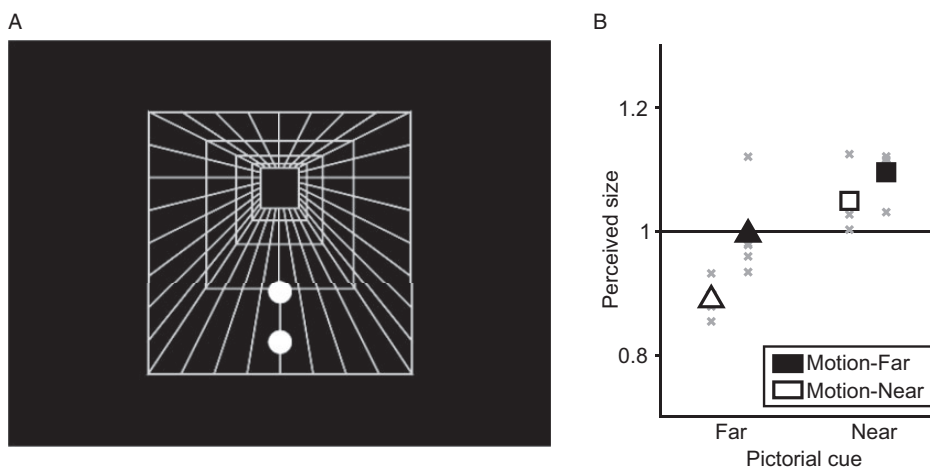 A
B
1.2
1
0.8
Perceived size
Motion-Far
Motion-Near
Far
Near
Pictorial cue